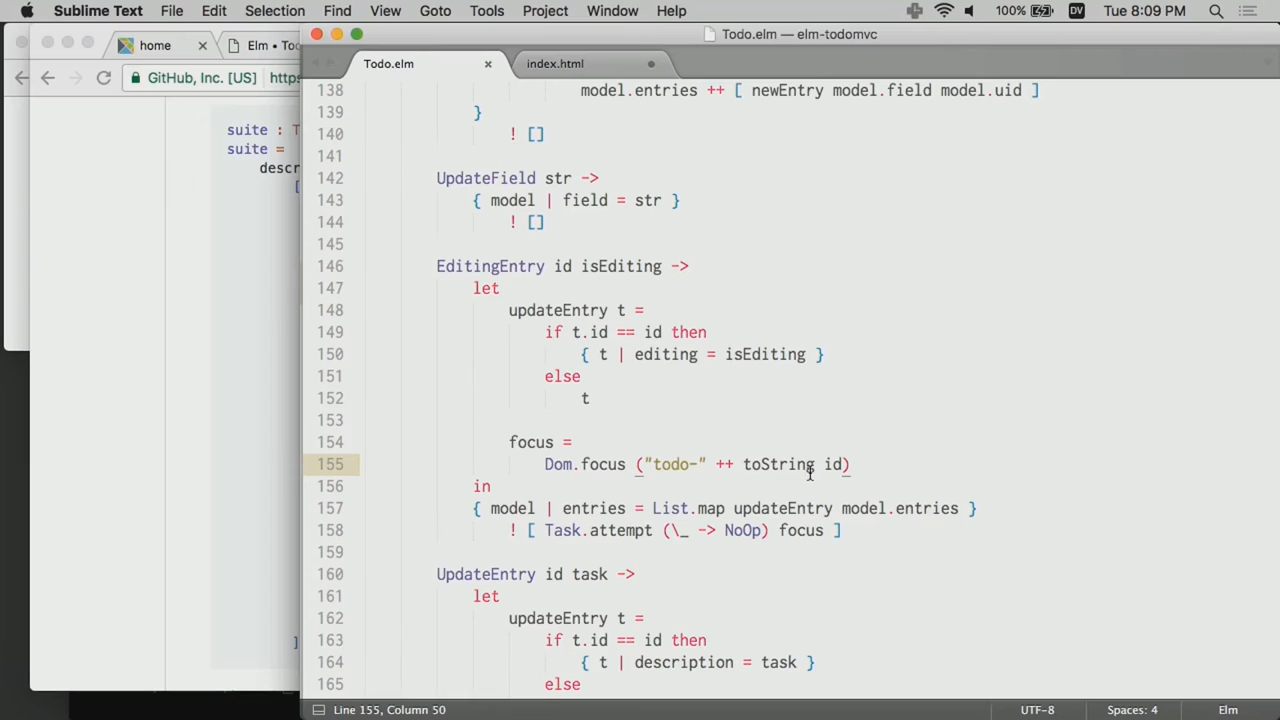 Sublime Text File Edit Selection Find View Goto Tools Project Window Help 100% DV Tue 8:09 PM
home Elm • Too
GitHub, Inc. [US] https
suite : T
suite =
descr
[
]
Todo.elm — elm-todomvc
Todo.elm index.html
138 model.entries ++ [ newEntry model.field model.uid ]
139 }
140 ! []
141
142 UpdateField str ->
143 { model | field = str }
144 ! []
145
146 EditingEntry id isEditing ->
147 let
148 updateEntry t =
149 if t.id == id then
150 { t | editing = isEditing }
151 else
152 t
153
154 focus =
155 Dom.focus ("todo-" ++ toString id)
156 in
157 { model | entries = List.map updateEntry model.entries }
158 ! [ Task.attempt (\_ -> NoOp) focus ]
159
160 UpdateEntry id task ->
161 let
162 updateEntry t =
163 if t.id == id then
164 { t | description = task }
165 else
Line 155, Column 50 UTF-8 Spaces: 4 Elm